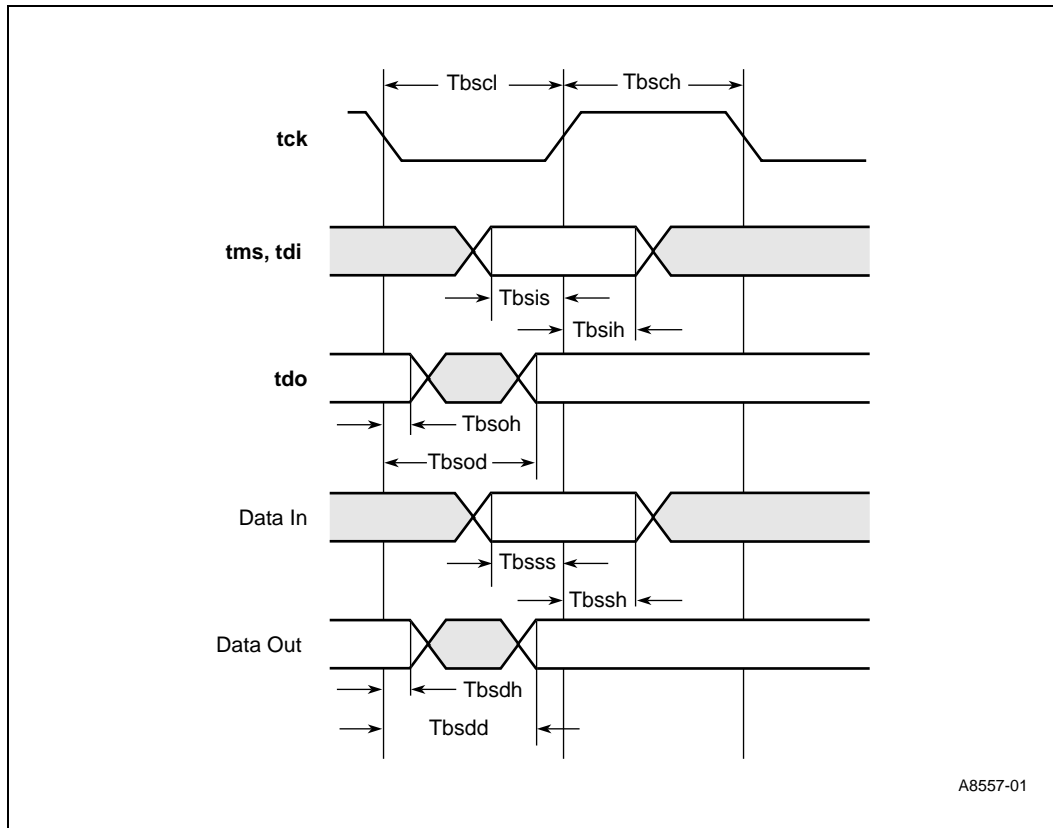 Tbscl
Tbsch
tck
tms, tdi
Tbsis
Tbsih
tdo
Tbsoh
Tbsod
Data In
Tbsss
Tbssh
Data Out
Tbsdh
Tbsdd
A8557-01